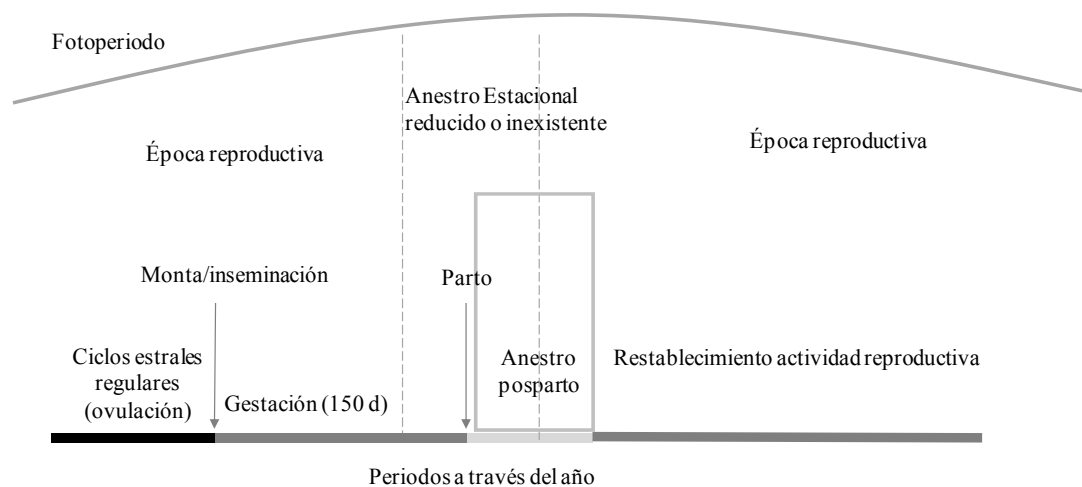 Fotoperiodo
Anestro Estacional
reducido o inexistente
Época reproductiva
Época reproductiva
Monta/inseminación
Parto
Ciclos estrales
regulares
(ovulación)
Gestación (150 d)
Anestro
posparto
Restablecimiento actividad reproductiva
Periodos a través del año